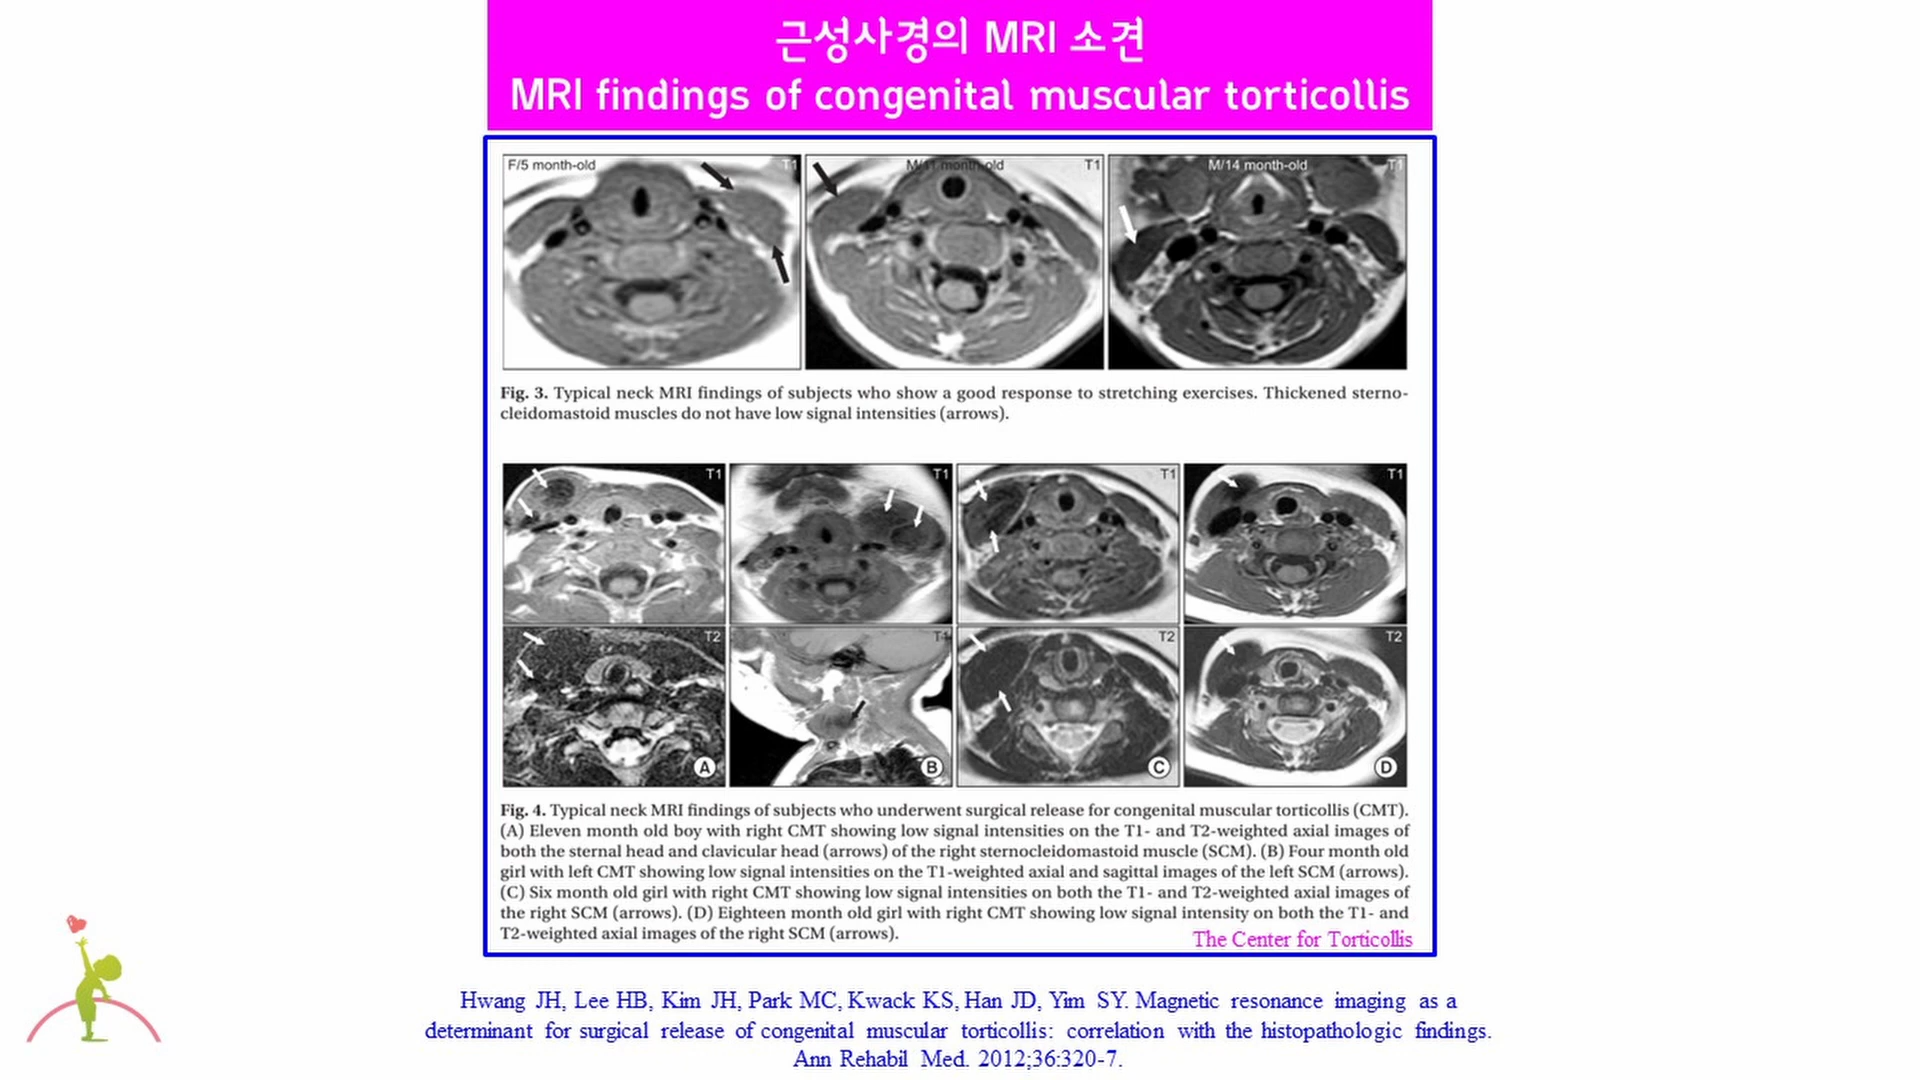 근성사경의 MRI 소견
MRI findings of congenital muscular torticollis
F/5 month-old T1
M/11 month-old T1
M/14 month-old T1
Fig. 3. Typical neck MRI findings of subjects who show a good response to stretching exercises. Thickened sterno-
cleidomastoid muscles do not have low signal intensities (arrows).
T1 T1 T1 T1
T2 T1 T2 T2
A B C D
Fig. 4. Typical neck MRI findings of subjects who underwent surgical release for congenital muscular torticollis (CMT).
(A) Eleven month old boy with right CMT showing low signal intensities on the T1- and T2-weighted axial images of
both the sternal head and clavicular head (arrows) of the right sternocleidomastoid muscle (SCM). (B) Four month old
girl with left CMT showing low signal intensities on the T1-weighted axial and sagittal images of the left SCM (arrows).
(C) Six month old girl with right CMT showing low signal intensities on both the T1- and T2-weighted axial images of
the right SCM (arrows). (D) Eighteen month old girl with right CMT showing low signal intensity on both the T1- and
T2-weighted axial images of the right SCM (arrows).
The Center for Torticollis
Hwang JH, Lee HB, Kim JH, Park MC, Kwack KS, Han JD, Yim SY. Magnetic resonance imaging as a
determinant for surgical release of congenital muscular torticollis: correlation with the histopathologic findings.
Ann Rehabil Med. 2012;36:320-7.